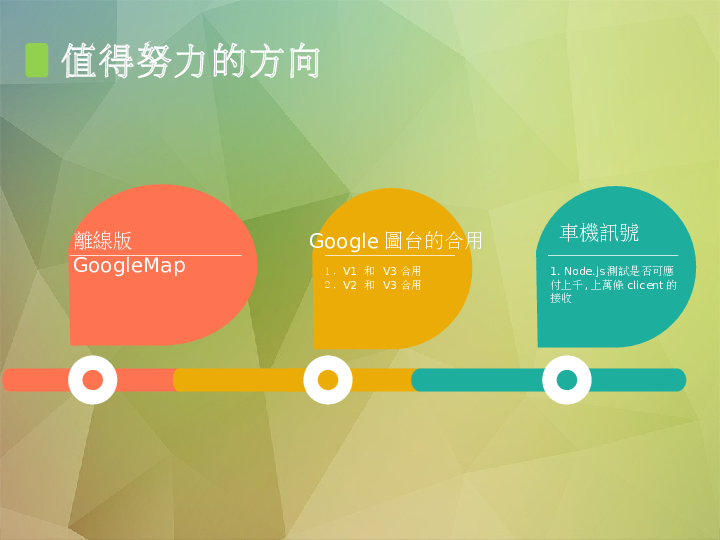 值得努力的方向
離線版
GoogleMap
Google 圖台的合用
1. V1 和 V3 合用
2. V2 和 V3 合用
車機訊號
1. Node.js 測試是否可應
付上千,上萬條 clicent 的
接收